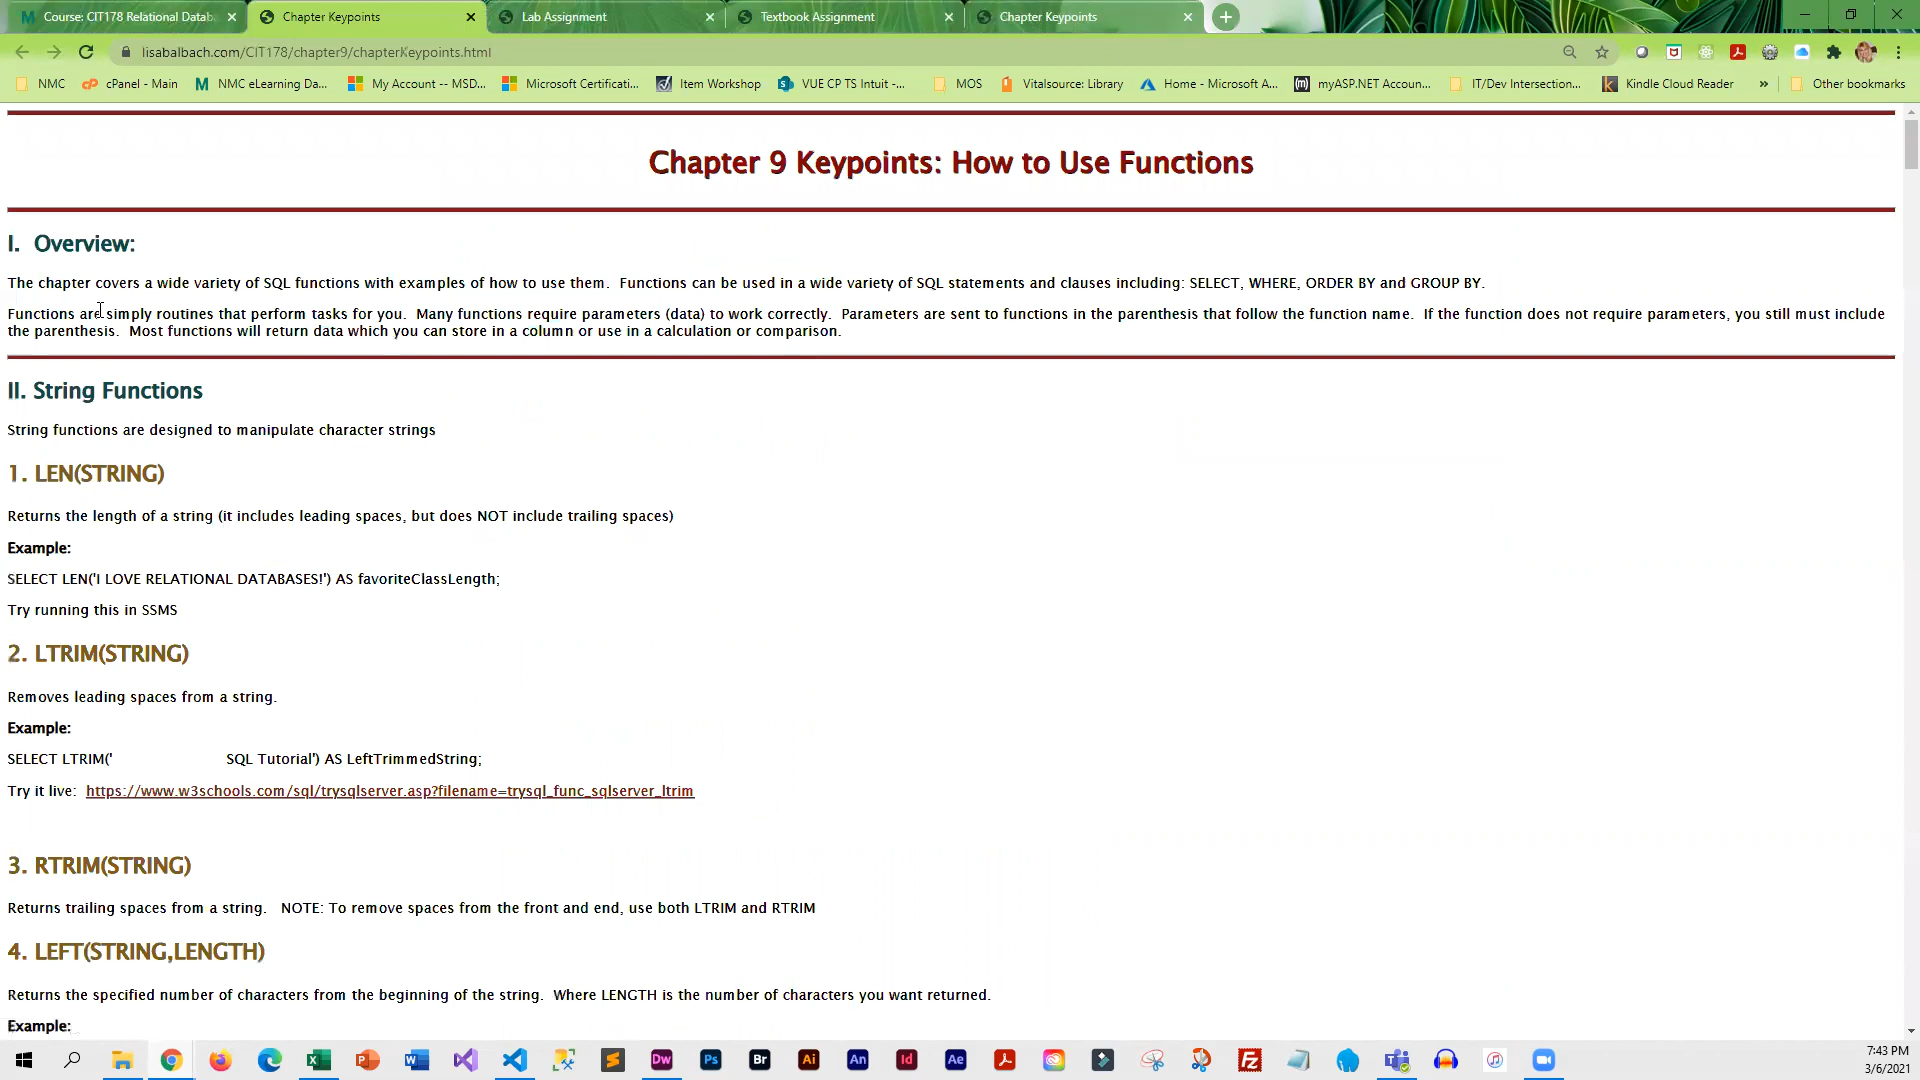 Course: CIT178 Relational Datab
Chapter Keypoints
Lab Assignment
Textbook Assignment
Chapter Keypoints
lisabalbach.com/CIT178/chapter9/chapterKeypoints.html
NMC
cPanel - Main
NMC eLearning Da...
My Account -- MSD...
Microsoft Certificati...
Item Workshop
VUE CP TS Intuit -...
MOS
Vitalsource: Library
Home - Microsoft A...
myASP.NET Accoun...
IT/Dev Intersection...
Kindle Cloud Reader
»
Other bookmarks
Chapter 9 Keypoints: How to Use Functions
I. Overview:
The chapter covers a wide variety of SQL functions with examples of how to use them. Functions can be used in a wide variety of SQL statements and clauses including: SELECT, WHERE, ORDER BY and GROUP BY.
Functions are simply routines that perform tasks for you. Many functions require parameters (data) to work correctly. Parameters are sent to functions in the parenthesis that follow the function name. If the function does not require parameters, you still must include
the parenthesis. Most functions will return data which you can store in a column or use in a calculation or comparison.
II. String Functions
String functions are designed to manipulate character strings
1. LEN(STRING)
Returns the length of a string (it includes leading spaces, but does NOT include trailing spaces)
Example:
SELECT LEN('I LOVE RELATIONAL DATABASES!') AS favoriteClassLength;
Try running this in SSMS
2. LTRIM(STRING)
Removes leading spaces from a string.
Example:
SELECT LTRIM('                    SQL Tutorial') AS LeftTrimmedString;
Try it live: https://www.w3schools.com/sql/trysqlserver.asp?filename=trysql_func_sqlserver_ltrim
3. RTRIM(STRING)
Returns trailing spaces from a string. NOTE: To remove spaces from the front and end, use both LTRIM and RTRIM
4. LEFT(STRING,LENGTH)
Returns the specified number of characters from the beginning of the string. Where LENGTH is the number of characters you want returned.
Example:
7:43 PM
3/6/2021